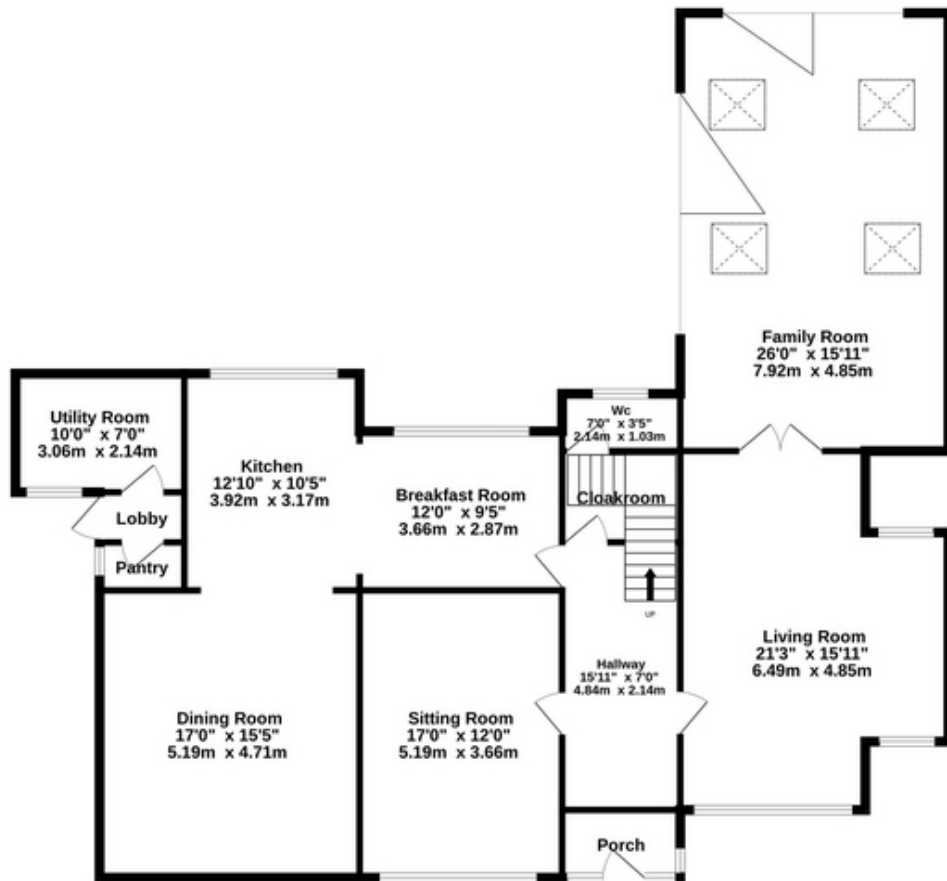 Family Room
26'0" x 15'11"
7.92m x 4.85m
Utility Room
10'0" x 7'0"
3.06m x 2.14m
Wc
7'0" x 3'5"
2.14m x 1.03m
Kitchen
12'10" x 10'5"
3.92m x 3.17m
Breakfast Room
12'0" x 9'5"
3.66m x 2.87m
Cloakroom
Lobby
Pantry
UP
Hallway
15'11" x 7'0"
4.84m x 2.14m
Living Room
21'3" x 15'11"
6.49m x 4.85m
Dining Room
17'0" x 15'5"
5.19m x 4.71m
Sitting Room
17'0" x 12'0"
5.19m x 3.66m
Porch